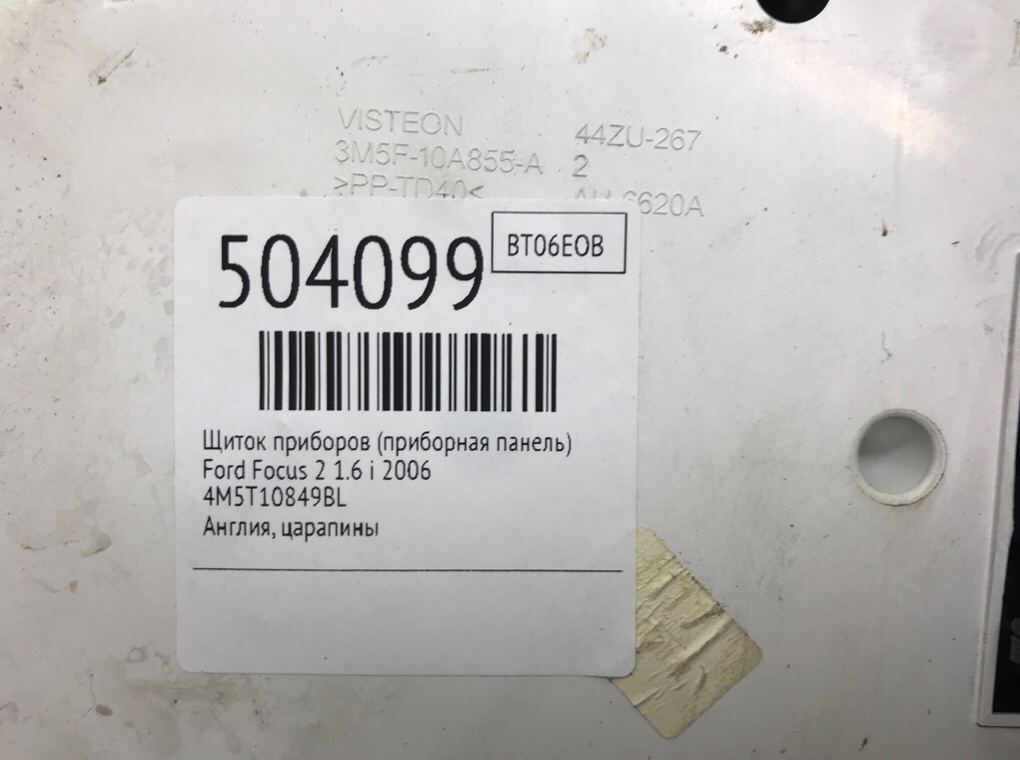 VISTEON
3M5F-10A855-A
>PP-TD40<
44ZU-267
2
6620A
504099
BT06EOB
Щиток приборов (приборная панель)
Ford Focus 2 1.6 i 2006
4M5T10849BL
Англия, царапины